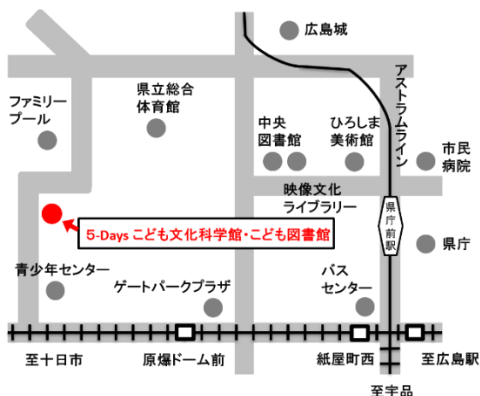 広島城
アストラムライン
ファミリー
プール
県立総合
体育館
中央
図書館
ひろしま
美術館
市民
病院
映像文化
ライブラリー
県庁前駅
5-Days こども文化科学館・こども図書館
県庁
青少年センター
ゲートパークプラザ
バス
センター
至十日市
原爆ドーム前
紙屋町西
至広島駅
至宇品